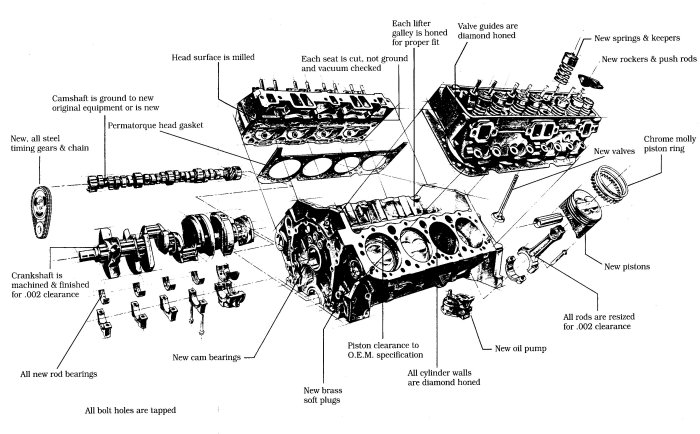 Each lifter
galley is honed
for proper fit
Valve guides are
diamond honed
New springs & keepers
Head surface is milled
Each seat is cut, not ground
and vacuum checked
New rockers & push rods
Camshaft is ground to new
original equipment or is new
Permatorque head gasket
New, all steel
timing gears & chain
Chrome molly
piston ring
New valves
Crankshaft is
machined & finished
for .002 clearance
New pistons
All rods are resized
for .002 clearance
Piston clearance to
O.E.M. specification
New oil pump
New cam bearings
All new rod bearings
All cylinder walls
are diamond honed
New brass
soft plugs
All bolt holes are tapped